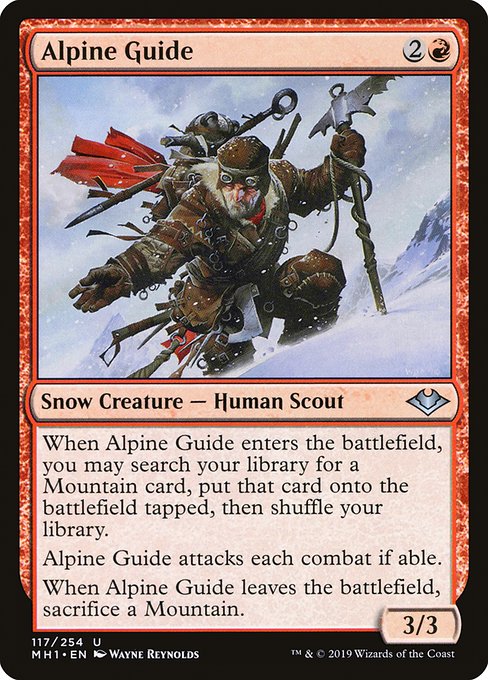 Alpine Guide 2
Snow Creature — Human Scout
When Alpine Guide enters the battlefield,
you may search your library for a
Mountain card, put that card onto the
battlefield tapped, then shuffle your
library.
Alpine Guide attacks each combat if able.
When Alpine Guide leaves the battlefield,
sacrifice a Mountain.
3/3
117/254 U
MH1 • EN Wayne Reynolds
™ & © 2019 Wizards of the Coast